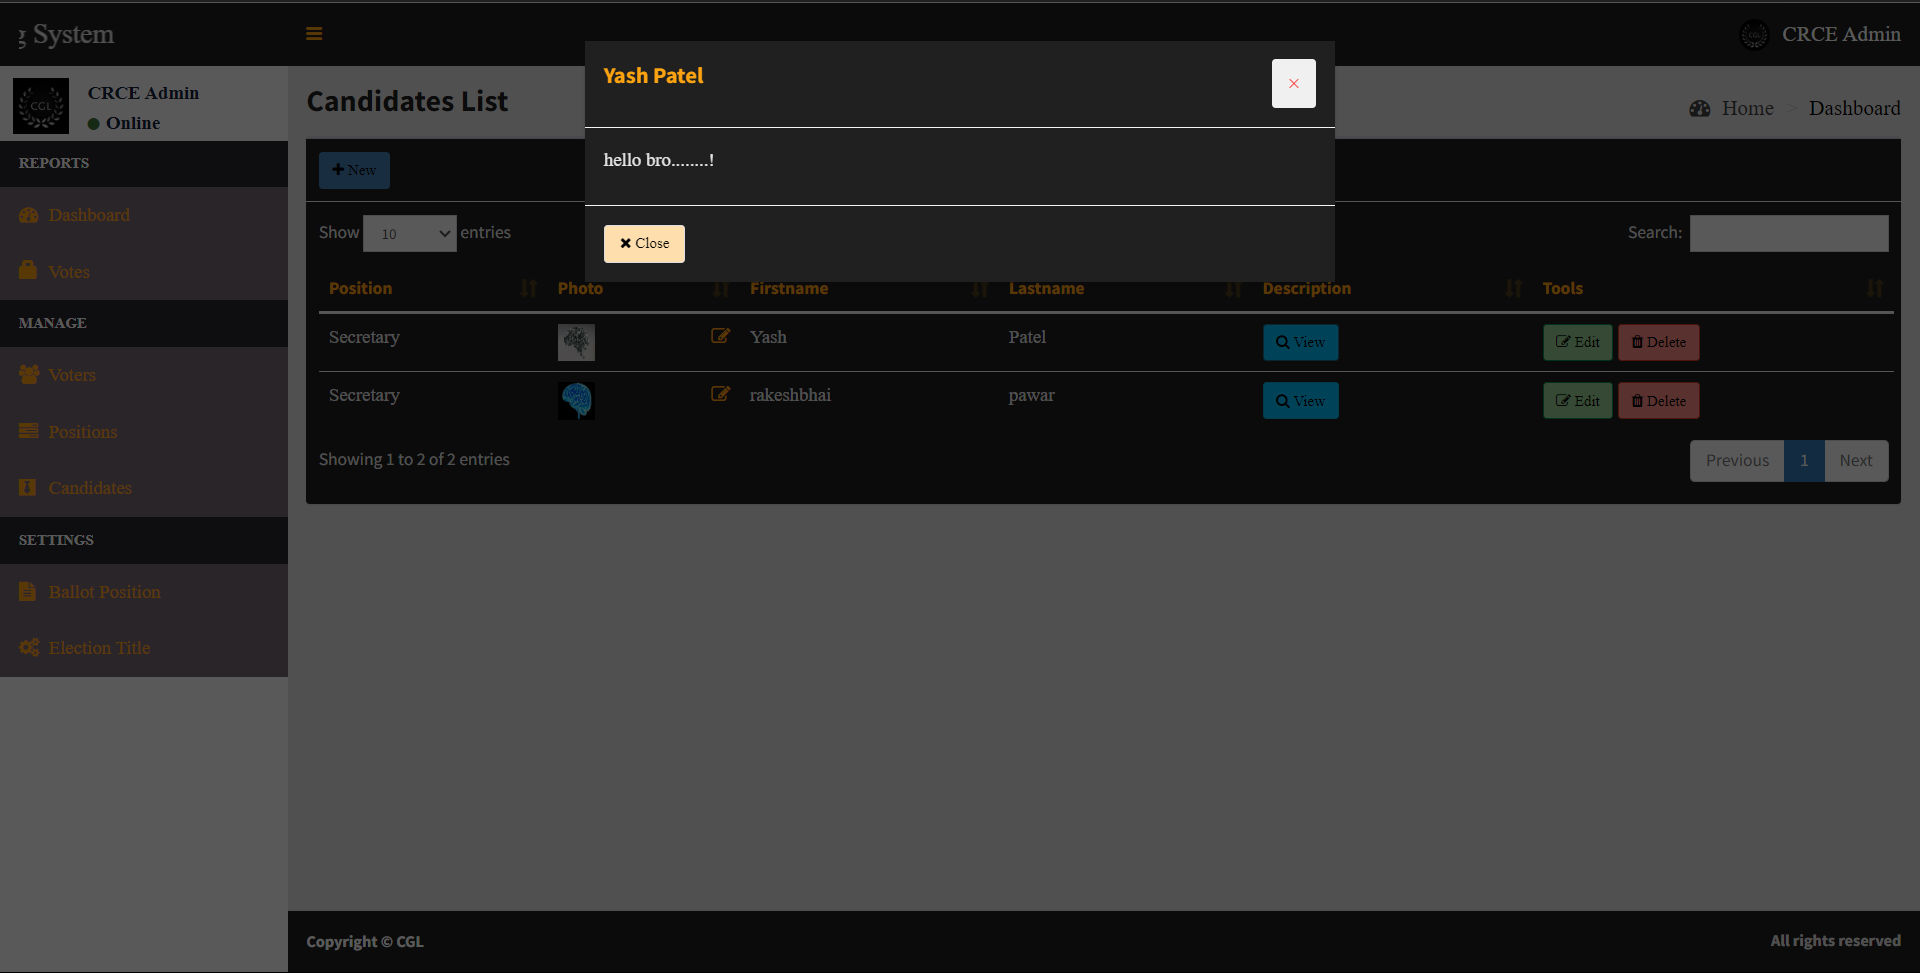 g System
CRCE Admin
CGL
CRCE Admin
Online
Candidates List
Home > Dashboard
Yash Patel
×
hello bro........!
Close
REPORTS
Dashboard
Votes
MANAGE
Voters
Positions
Candidates
SETTINGS
Ballot Position
Election Title
New
Show 10 entries
Search:
Position Photo Firstname Lastname Description Tools
Secretary Yash Patel View Edit Delete
Secretary rakeshbhai pawar View Edit Delete
Showing 1 to 2 of 2 entries
Previous 1 Next
Copyright © CGL
All rights reserved